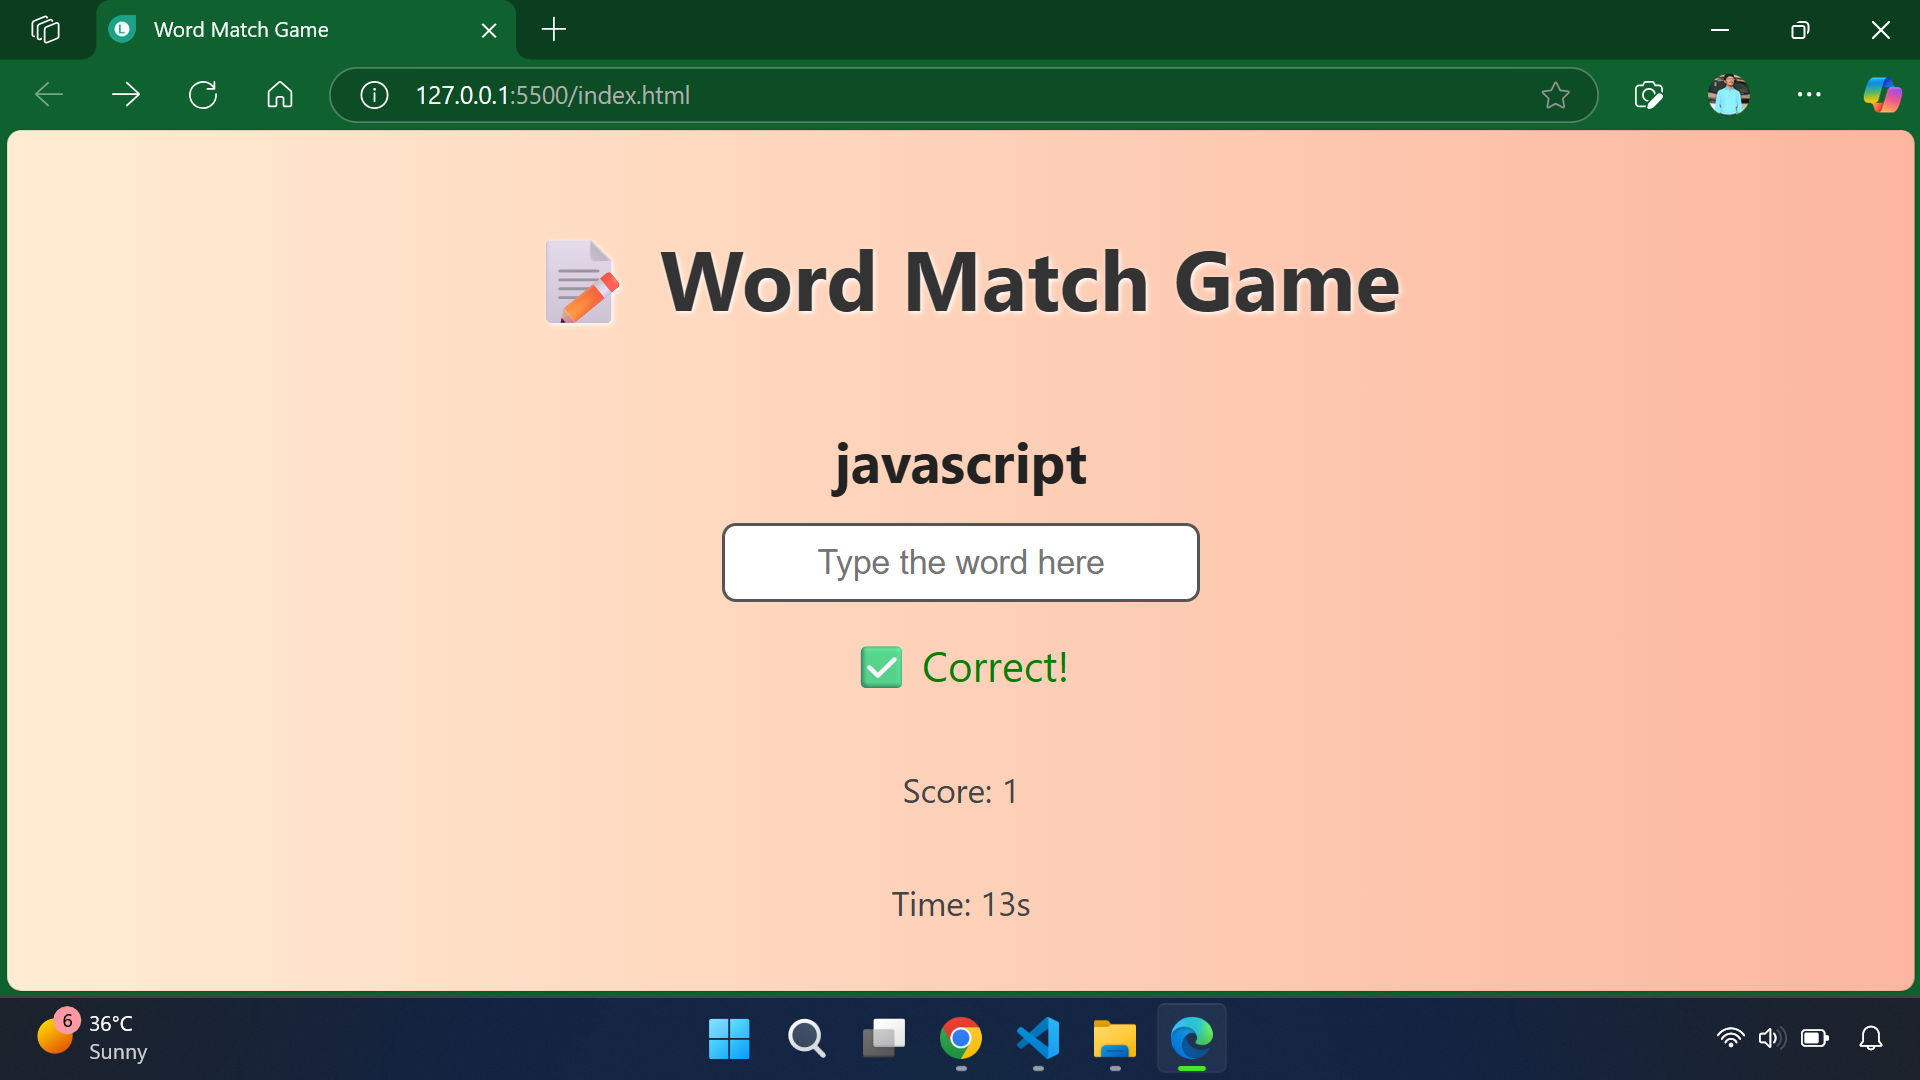 Word Match Game
127.0.0.1:5500/index.html
Word Match Game
javascript
Type the word here
Correct!
Score: 1
Time: 13s
6
36°C
Sunny